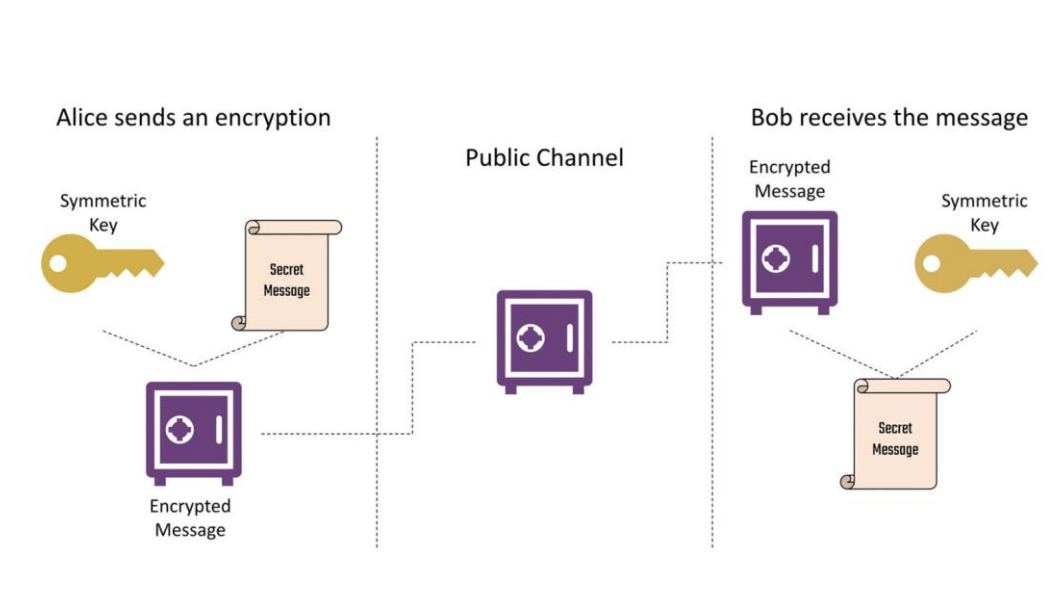 Alice sends an encryption
Symmetric
Key
Secret
Message
Encrypted
Message
Public Channel
Bob receives the message
Encrypted
Message
Symmetric
Key
Secret
Message